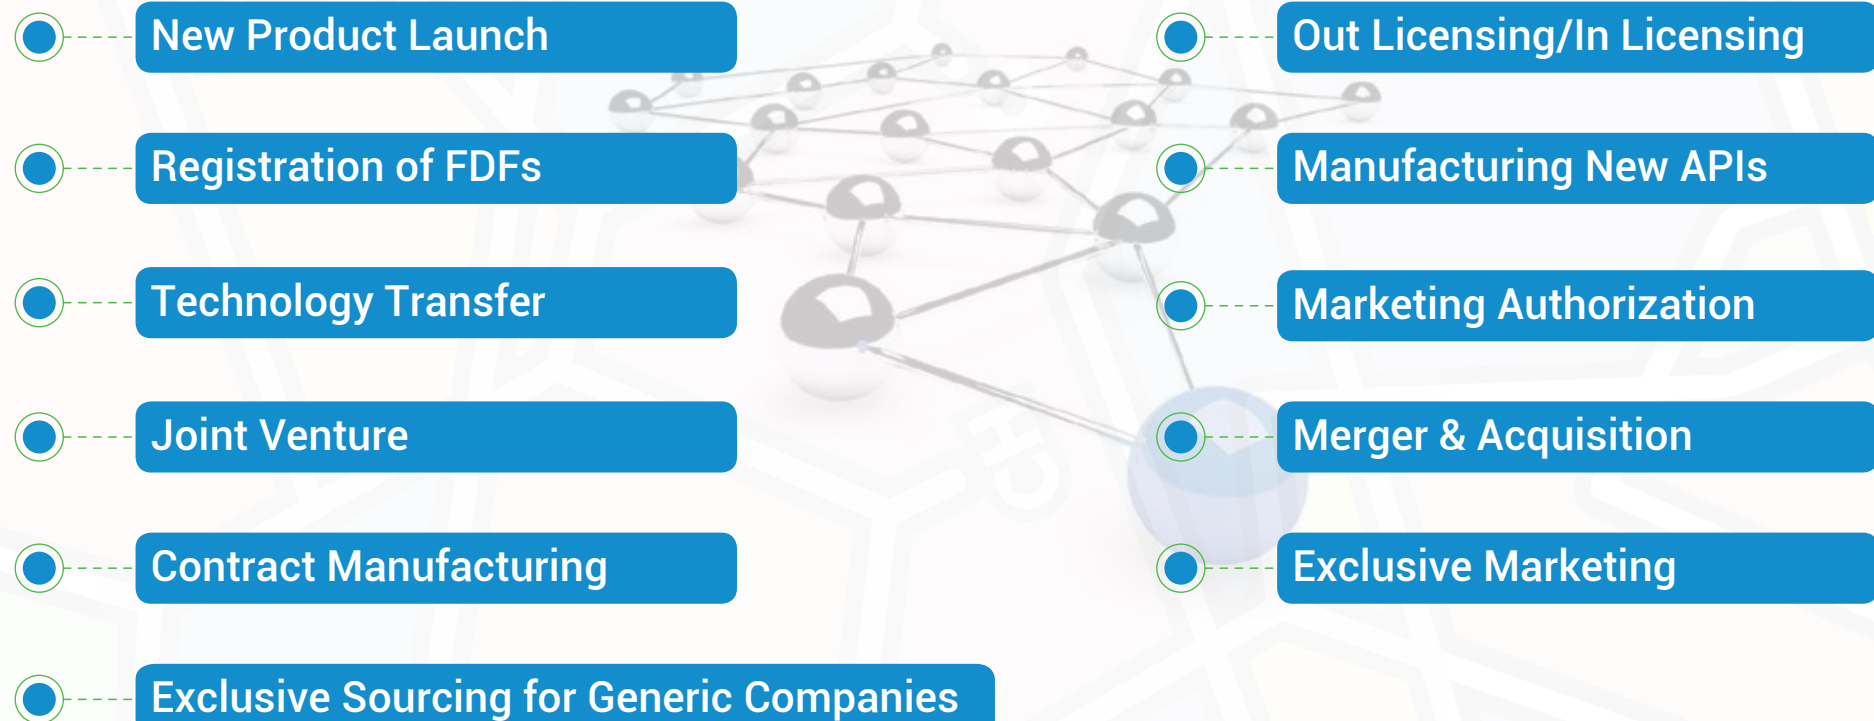 New Product Launch
Registration of FDFs
Technology Transfer
Joint Venture
Contract Manufacturing
Exclusive Sourcing for Generic Companies
Out Licensing/In Licensing
Manufacturing New APIs
Marketing Authorization
Merger & Acquisition
Exclusive Marketing